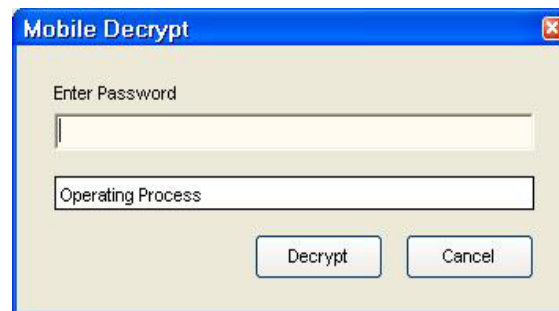 Mobile Decrypt
Enter Password
Operating Process
Decrypt Cancel